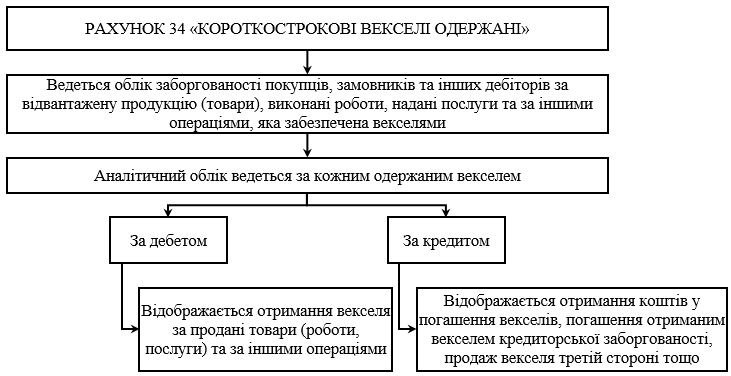 РАХУНОК 34 «КОРОТКОСТРОКОВІ ВЕКСЕЛІ ОДЕРЖАНІ»
Ведеться облік заборгованості покупців, замовників та інших дебіторів за
відвантажену продукцію (товари), виконані роботи, надані послуги та за іншими
операціями, яка забезпечена векселями
Аналітичний облік ведеться за кожним одержаним векселем
За дебетом
За кредитом
Відображається отримання векселя
за продані товари (роботи,
послуги) та за іншими операціями
Відображається отримання коштів у
погашення векселів, погашення отриманим
векселем кредиторської заборгованості,
продаж векселя третій стороні тощо